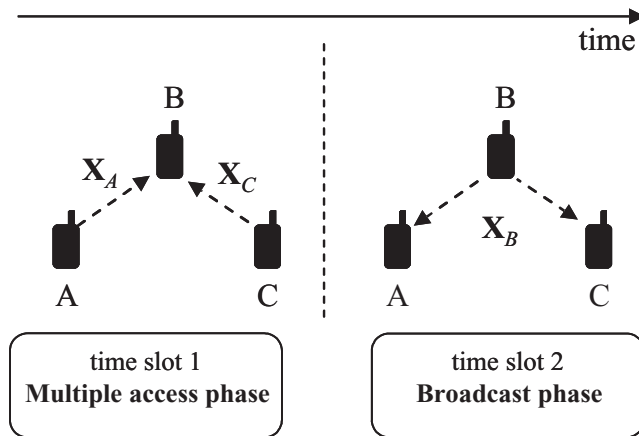 time
B
B
X_A
X_C
X_B
A
C
A
C
time slot 1
Multiple access phase
time slot 2
Broadcast phase